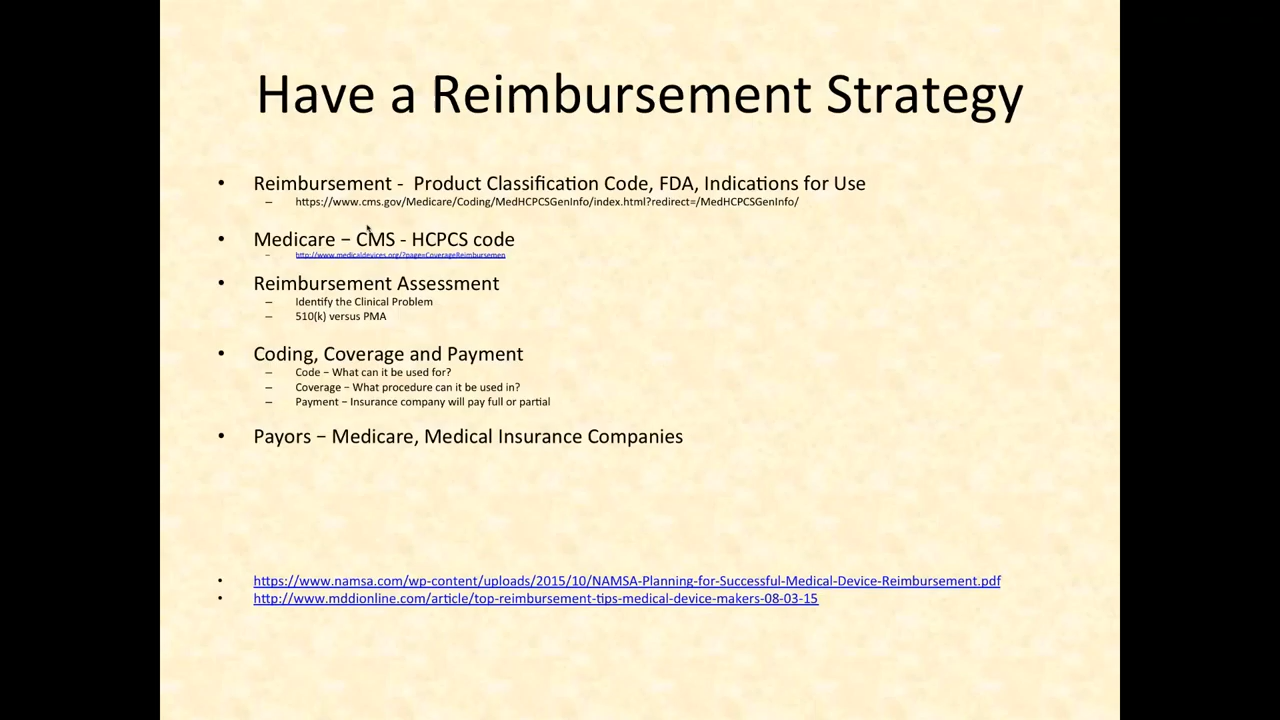 Have a Reimbursement Strategy
• Reimbursement - Product Classification Code, FDA, Indications for Use
– https://www.cms.gov/Medicare/Coding/MedHCPCSGenInfo/index.html?redirect=/MedHCPCSGenInfo/
• Medicare – CMS - HCPCS code
– http://www.medicaldevices.org/?page=CoverageReimbursemen
• Reimbursement Assessment
– Identify the Clinical Problem
– 510(k) versus PMA
• Coding, Coverage and Payment
– Code – What can it be used for?
– Coverage – What procedure can it be used in?
– Payment – Insurance company will pay full or partial
• Payors – Medicare, Medical Insurance Companies
• https://www.namsa.com/wp-content/uploads/2015/10/NAMSA-Planning-for-Successful-Medical-Device-Reimbursement.pdf
• http://www.mddionline.com/article/top-reimbursement-tips-medical-device-makers-08-03-15